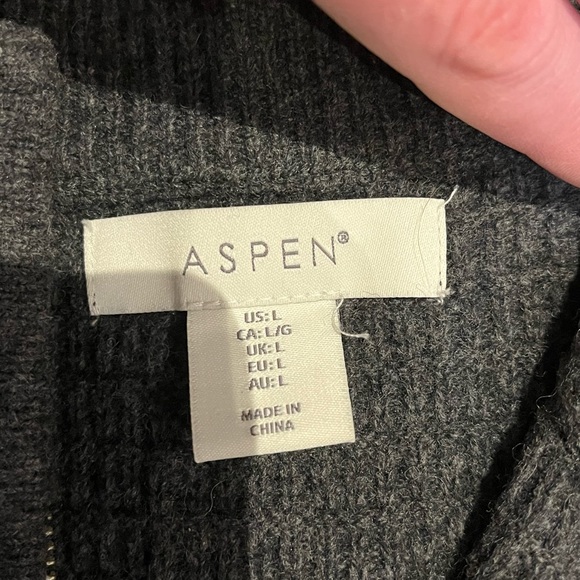 ASPEN®
US: L
CA: L/G
UK: L
EU: L
AU: L
MADE IN
CHINA